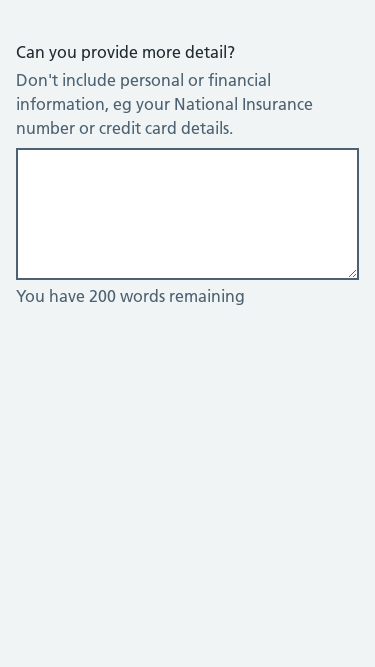 Can you provide more detail?
Don't include personal or financial
information, eg your National Insurance
number or credit card details.
You have 200 words remaining